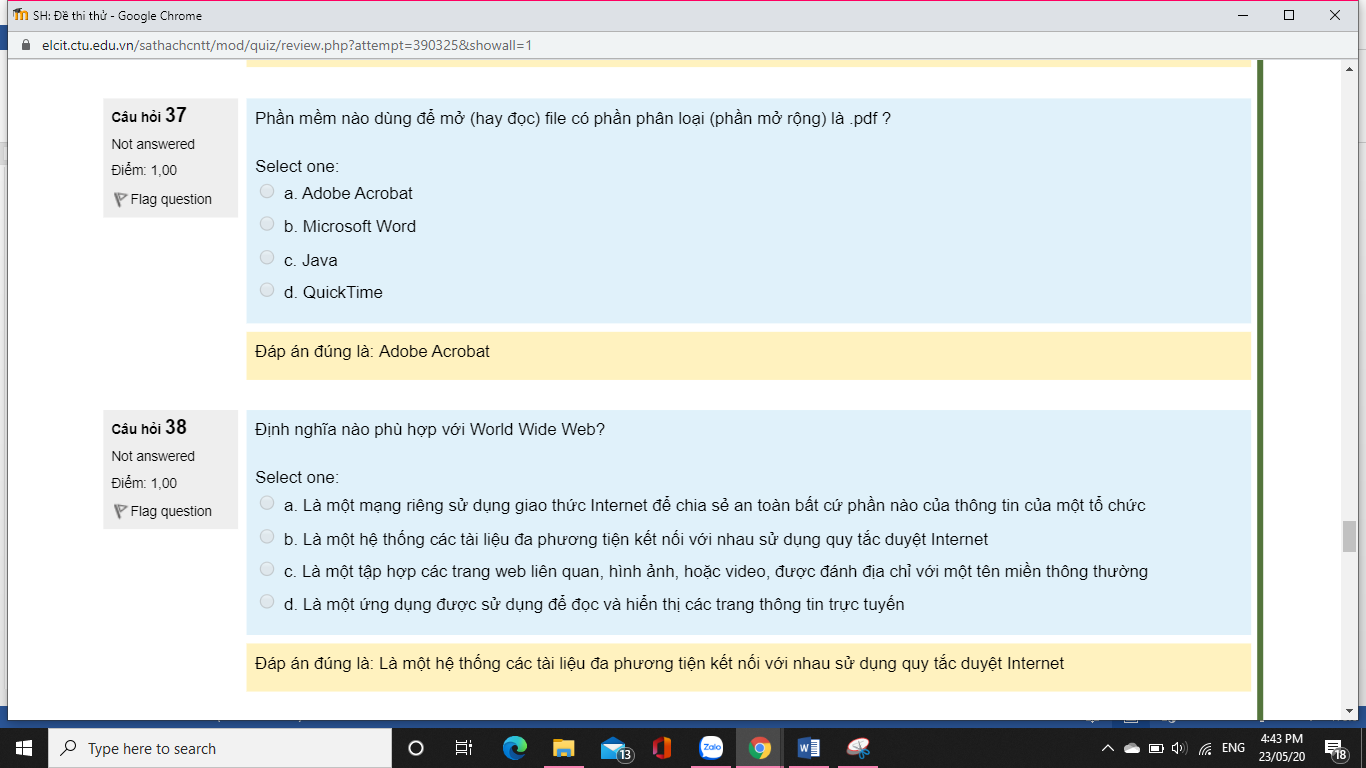 SH: Đề thi thử - Google Chrome
elcit.ctu.edu.vn/sathachcntt/mod/quiz/review.php?attempt=390325&showall=1
Câu hỏi 37
Not answered
Điểm: 1,00
Flag question
Phần mềm nào dùng để mở (hay đọc) file có phần phân loại (phần mở rộng) là .pdf ?
Select one:
a. Adobe Acrobat
b. Microsoft Word
c. Java
d. QuickTime
Đáp án đúng là: Adobe Acrobat
Câu hỏi 38
Not answered
Điểm: 1,00
Flag question
Định nghĩa nào phù hợp với World Wide Web?
Select one:
a. Là một mạng riêng sử dụng giao thức Internet để chia sẻ an toàn bất cứ phần nào của thông tin của một tổ chức
b. Là một hệ thống các tài liệu đa phương tiện kết nối với nhau sử dụng quy tắc duyệt Internet
c. Là một tập hợp các trang web liên quan, hình ảnh, hoặc video, được đánh địa chỉ với một tên miền thông thường
d. Là một ứng dụng được sử dụng để đọc và hiển thị các trang thông tin trực tuyến
Đáp án đúng là: Là một hệ thống các tài liệu đa phương tiện kết nối với nhau sử dụng quy tắc duyệt Internet
Type here to search
13
Zalo
ENG
4:43 PM
23/05/20
18